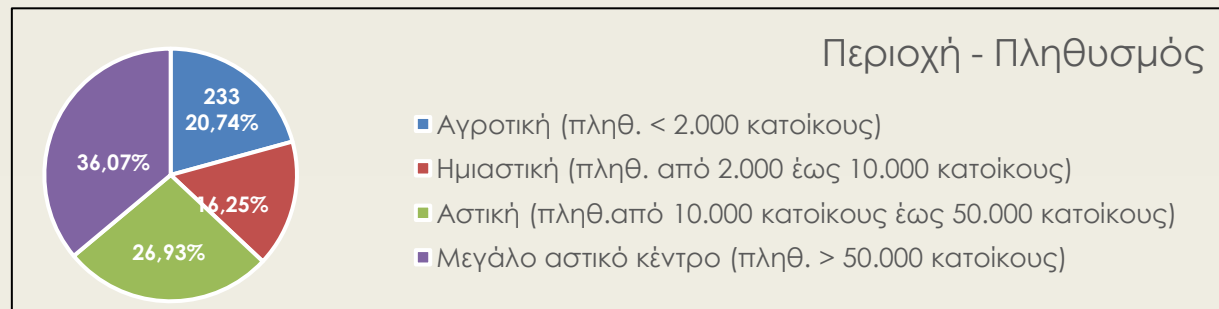 Περιοχή - Πληθυσμός
233
20,74%
16,25%
26,93%
36,07%
Αγροτική (πληθ. < 2.000 κατοίκους)
Ημιαστική (πληθ. από 2.000 έως 10.000 κατοίκους)
Αστική (πληθ.από 10.000 κατοίκους έως 50.000 κατοίκους)
Μεγάλο αστικό κέντρο (πληθ. > 50.000 κατοίκους)